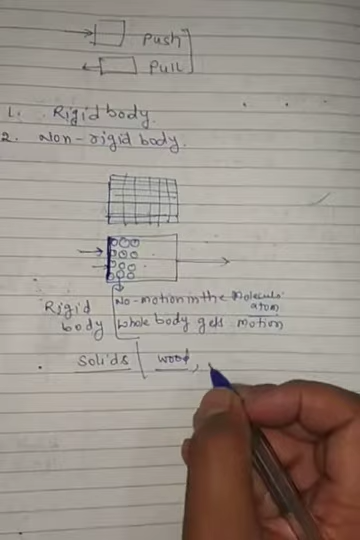 Push
Pull
1. Rigid body.
2. Non-rigid body.
Rigid body
No-motion in the Molecul atom
Whole body gets motion
. Solids | wood,